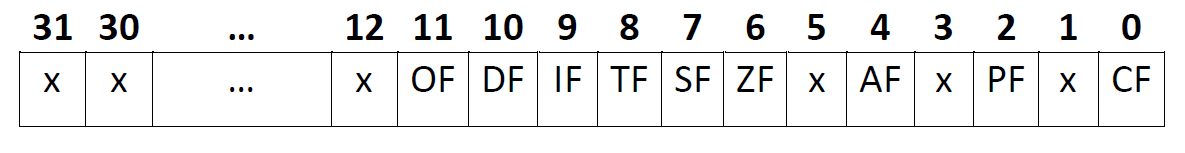 31 30 ... 12 11 10 9 8 7 6 5 4 3 2 1 0
x x ... x OF DF IF TF SF ZF x AF x PF x CF